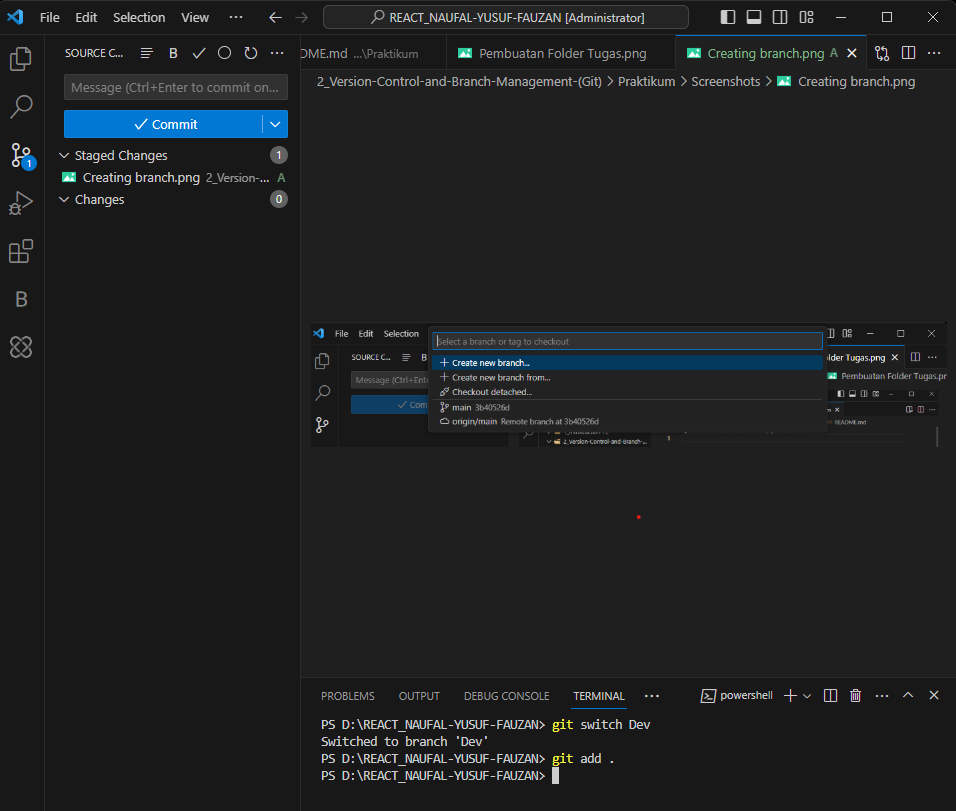 File Edit Selection View ··· REACT_NAUFAL-YUSUF-FAUZAN [Administrator]
SOURCE C... B ···
Message (Ctrl+Enter to commit on...
Commit
Staged Changes 1
Creating branch.png 2_Version-... A
Changes 0
1
B
DME.md ...\Praktikum Pembuatan Folder Tugas.png Creating branch.png A
2_Version-Control-and-Branch-Management-(Git) > Praktikum > Screenshots > Creating branch.png
File Edit Selection
Select a branch or tag to checkout
SOURCE C... B
Create new branch...
Create new branch from...
Checkout detached...
main 3b40526d
origin/main Remote branch at 3b40526d
Message (Ctrl+Ente
Com
lder Tugas.png
Pembuatan Folder Tugas.pr
README.md
2_Version-Control-and-Branch-...
1
PROBLEMS OUTPUT DEBUG CONSOLE TERMINAL ··· powershell
PS D:\REACT_NAUFAL-YUSUF-FAUZAN> git switch Dev
Switched to branch 'Dev'
PS D:\REACT_NAUFAL-YUSUF-FAUZAN> git add .
PS D:\REACT_NAUFAL-YUSUF-FAUZAN>